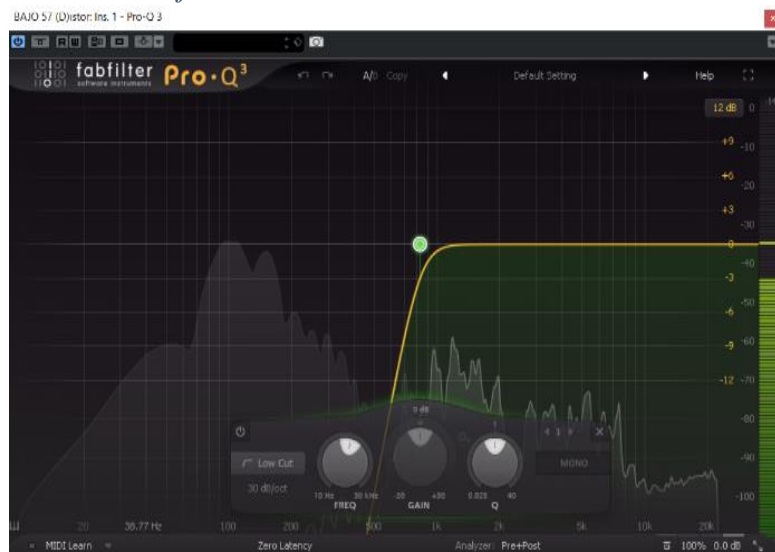 BAJO 57 (D)istor: Ins. 1 - Pro-Q 3
R W
fabfilter
software instruments
Pro·Q³
A/B Copy
Default Setting
Help
12 dB 0
+9 -10
+6 -20
+3 -30
0 -40
-3 -50
-6 -60
-9 -70
-12 -80
-90
-100
0 dB
Low Cut
30 dB/oct
10 Hz 30 kHz
FREQ
-30 +30
GAIN
0.025 40
Q
1
MONO
20 38.77 Hz 100 200 500 1k 2k 5k 10k 20k
MIDI Learn
Zero Latency
Analyzer: Pre+Post
100% 0.0 dB